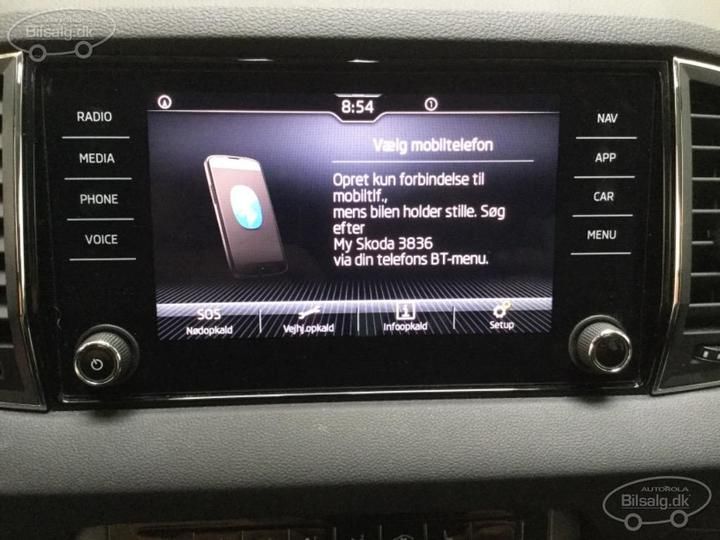 AUTOROLA
Bilsalg.dk
8:54
1
RADIO
MEDIA
PHONE
VOICE
NAV
APP
CAR
MENU
Vælg mobiltelefon
Opret kun forbindelse til
mobiltlf.,
mens bilen holder stille. Søg
efter
My Skoda 3836
via din telefons BT-menu.
SOS
Nødopkald
Vejhj.opkald
Infoopkald
Setup
AUTOROLA
Bilsalg.dk